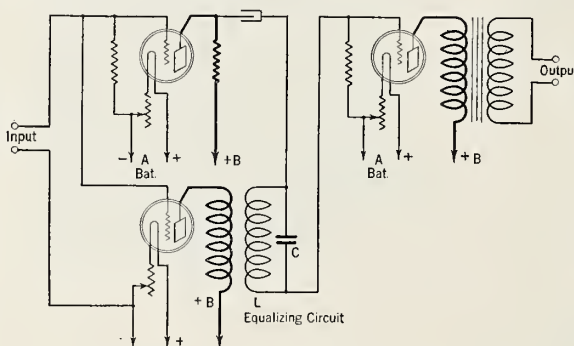 Input
- A +
Bat.
+B
- A +
Bat.
+ B
Output
+ B
L
C
Equalizing Circuit
- +